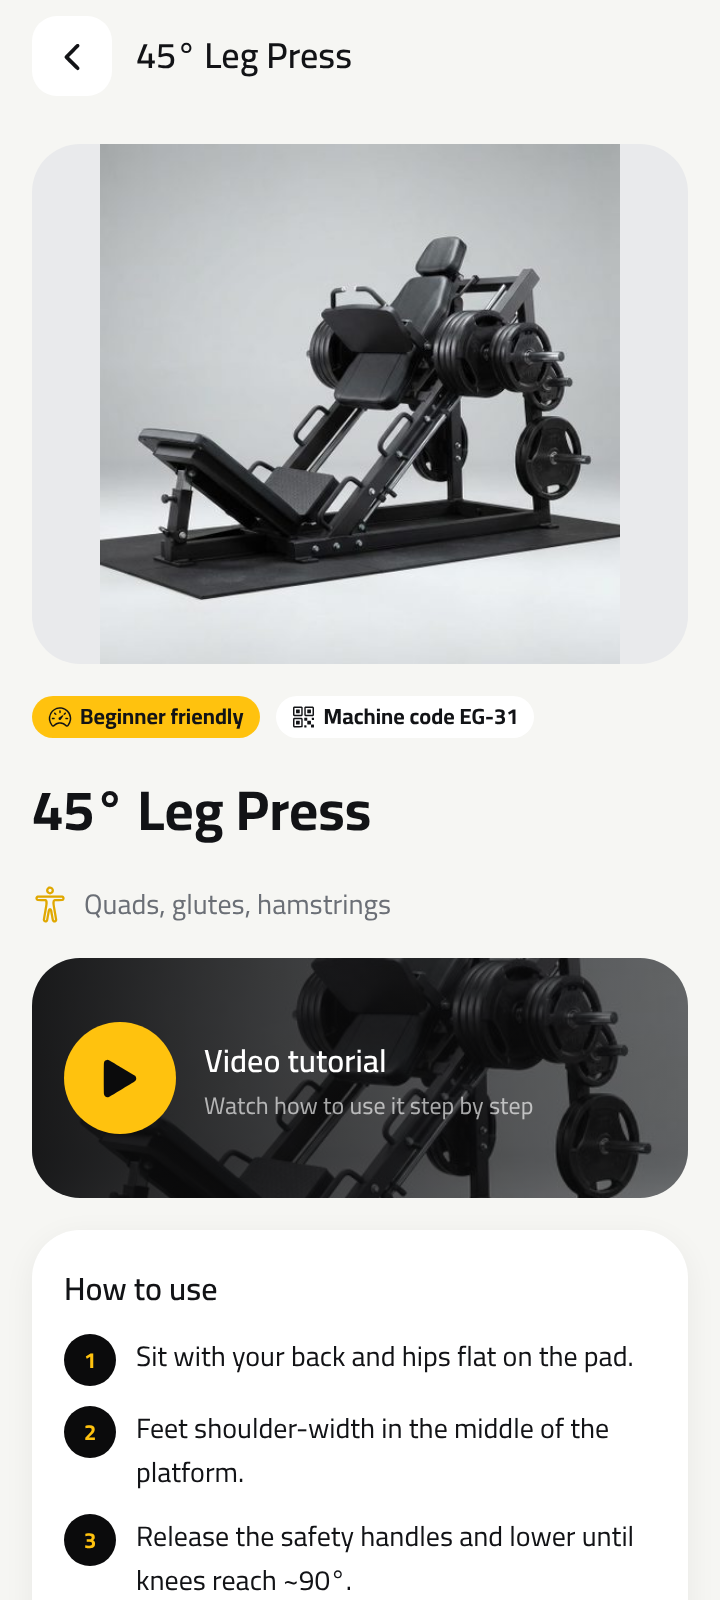 45° Leg Press
Beginner friendly
Machine code EG-31
45° Leg Press
Quads, glutes, hamstrings
Video tutorial
Watch how to use it step by step
How to use
1 Sit with your back and hips flat on the pad.
2 Feet shoulder-width in the middle of the
platform.
3 Release the safety handles and lower until
knees reach ~90°.